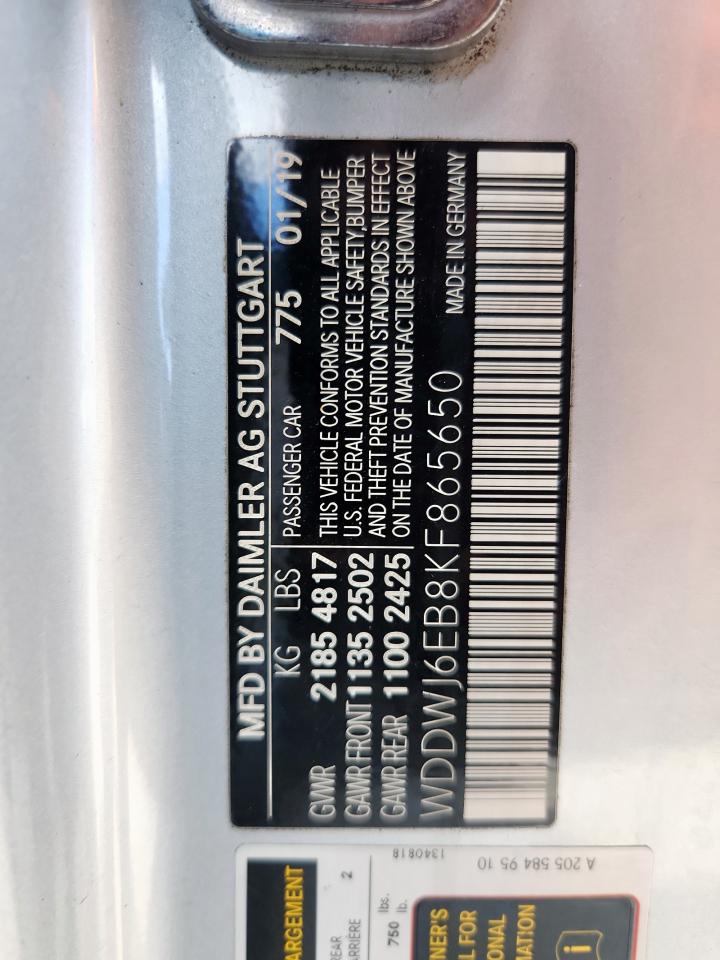 MFD BY DAIMLER AG STUTTGART
KG LBS PASSENGER CAR 775 01/19
GVWR 2185 4817
GAWR FRONT 1135 2502
GAWR REAR 1100 2425
THIS VEHICLE CONFORMS TO ALL APPLICABLE
U.S. FEDERAL MOTOR VEHICLE SAFETY,BUMPER
AND THEFT PREVENTION STANDARDS IN EFFECT
ON THE DATE OF MANUFACTURE SHOWN ABOVE
WDDWJ6EB8KF865650 MADE IN GERMANY
ARGEMENT
REAR
ARRIÈRE 2
750 lbs.
lb.
1340818
NER'S
L FOR
ONAL
MATION
i
A 205 584 95 10